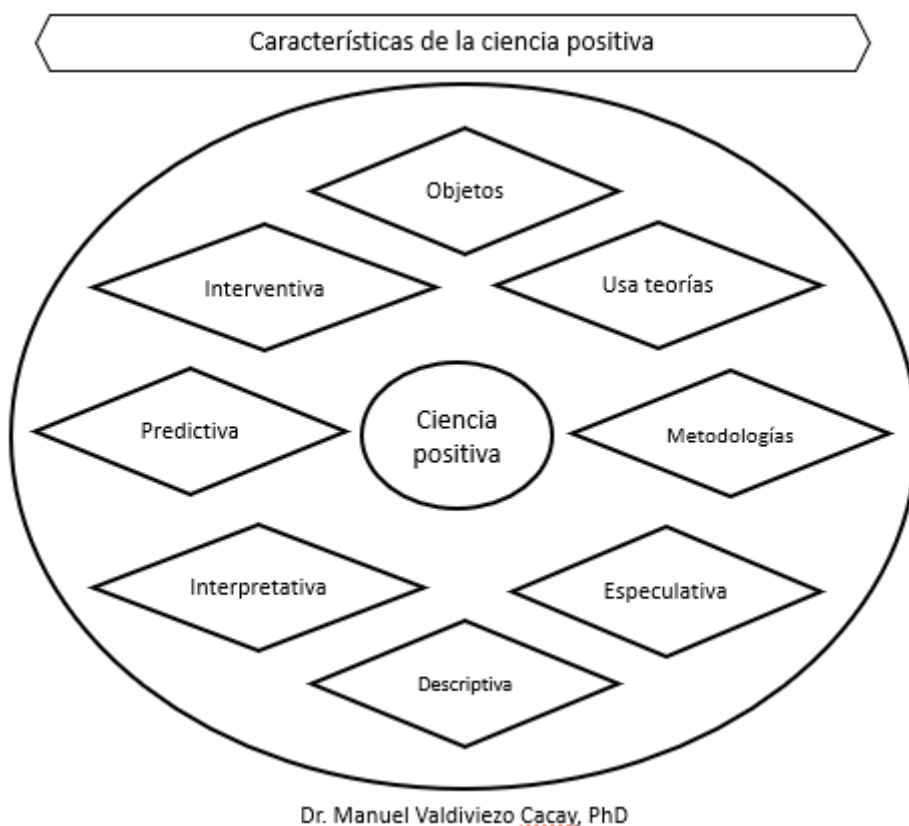 Características de la ciencia positiva
Objetos
Interventiva
Usa teorías
Predictiva
Ciencia
positiva
Metodologías
Interpretativa
Especulativa
Descriptiva
Dr. Manuel Valdiviezo Cacay, PhD